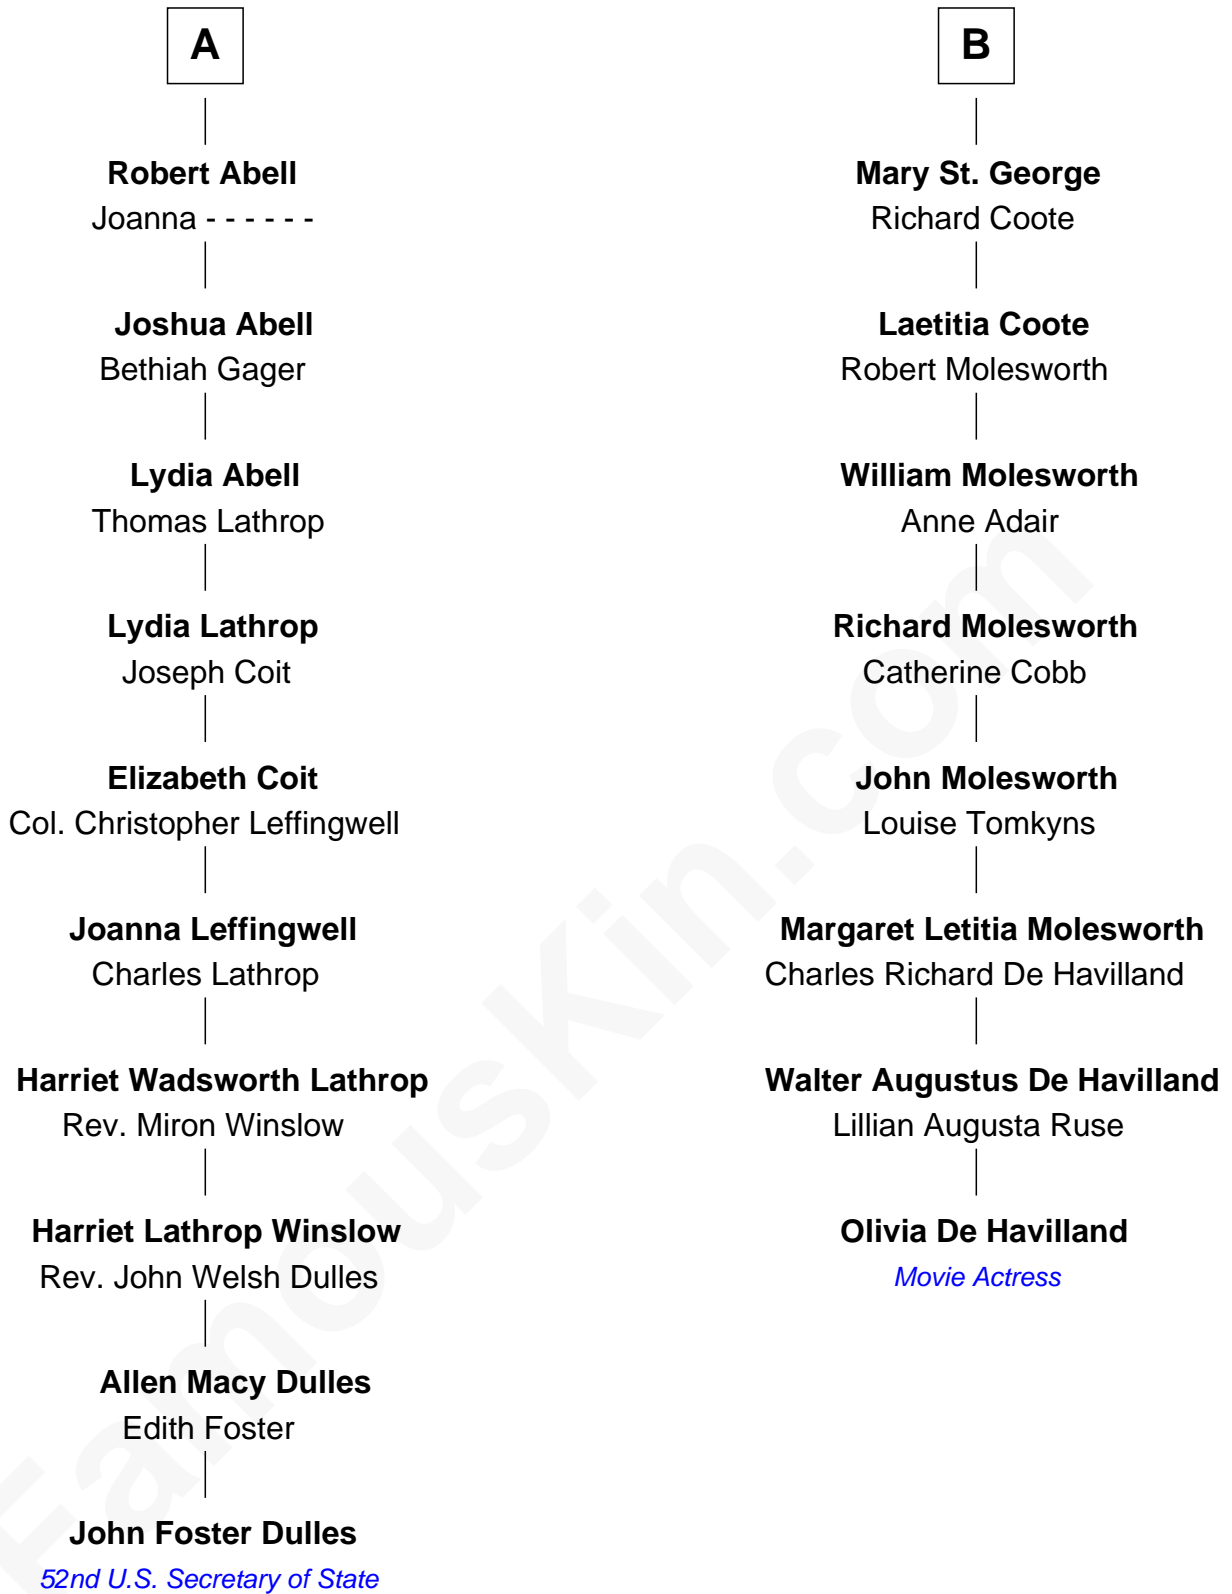 A
Robert Abell
Joanna - - - - - -
Joshua Abell
Bethiah Gager
Lydia Abell
Thomas Lathrop
Lydia Lathrop
Joseph Coit
Elizabeth Coit
Col. Christopher Leffingwell
Joanna Leffingwell
Charles Lathrop
Harriet Wadsworth Lathrop
Rev. Miron Winslow
Harriet Lathrop Winslow
Rev. John Welsh Dulles
Allen Macy Dulles
Edith Foster
John Foster Dulles
52nd U.S. Secretary of State
B
Mary St. George
Richard Coote
Laetitia Coote
Robert Molesworth
William Molesworth
Anne Adair
Richard Molesworth
Catherine Cobb
John Molesworth
Louise Tomkyns
Margaret Letitia Molesworth
Charles Richard De Havilland
Walter Augustus De Havilland
Lillian Augusta Ruse
Olivia De Havilland
Movie Actress
FamousKin.com